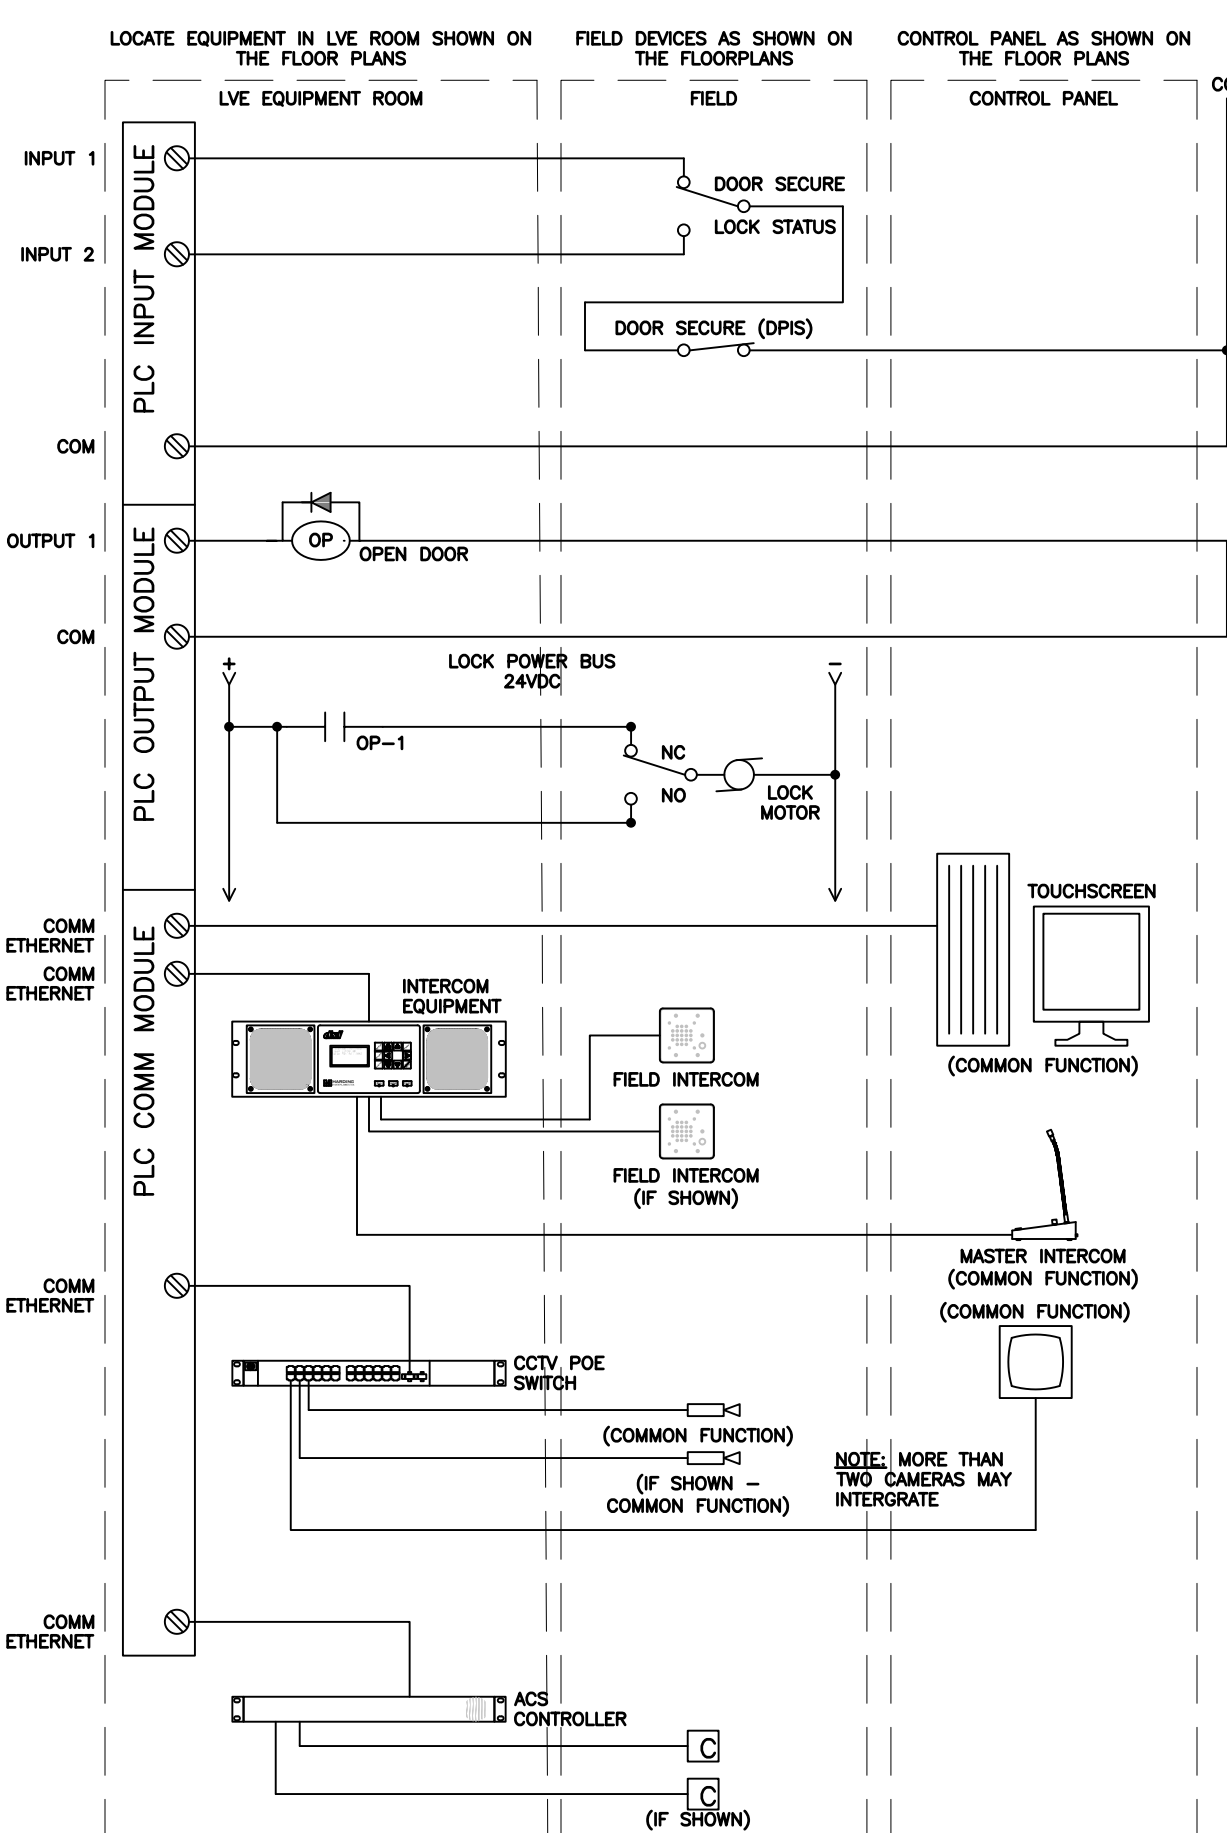 LOCATE EQUIPMENT IN LVE ROOM SHOWN ON
THE FLOOR PLANS
FIELD DEVICES AS SHOWN ON
THE FLOORPLANS
CONTROL PANEL AS SHOWN ON
THE FLOOR PLANS
LVE EQUIPMENT ROOM
FIELD
CONTROL PANEL
PLC INPUT MODULE
INPUT 1
DOOR SECURE
LOCK STATUS
INPUT 2
DOOR SECURE (DPIS)
COM
PLC OUTPUT MODULE
OUTPUT 1
OP
OPEN DOOR
COM
+
LOCK POWER BUS
24VDC
−
OP-1
NC
NO
LOCK
MOTOR
PLC COMM MODULE
COMM
ETHERNET
TOUCHSCREEN
(COMMON FUNCTION)
COMM
ETHERNET
INTERCOM
EQUIPMENT
HARDING
FIELD INTERCOM
FIELD INTERCOM
(IF SHOWN)
MASTER INTERCOM
(COMMON FUNCTION)
(COMMON FUNCTION)
COMM
ETHERNET
CCTV POE
SWITCH
(COMMON FUNCTION)
(IF SHOWN -
COMMON FUNCTION)
NOTE: MORE THAN
TWO CAMERAS MAY
INTERGRATE
COMM
ETHERNET
ACS
CONTROLLER
C
C
(IF SHOWN)